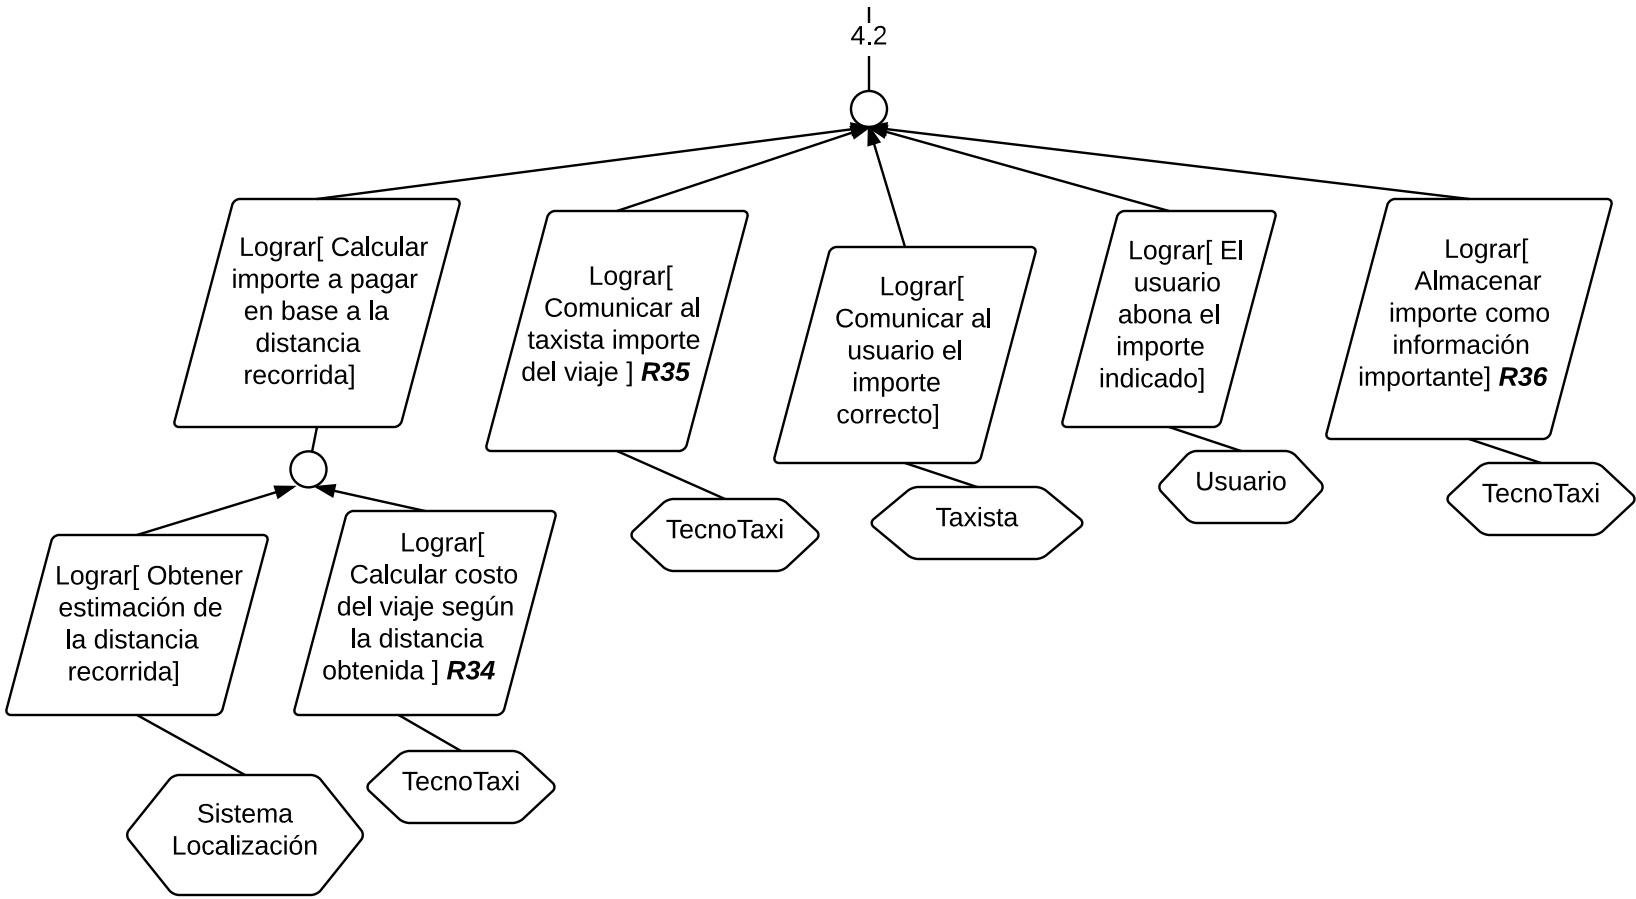 4.2
Lograr[ Calcular
importe a pagar
en base a la
distancia
recorrida]
Lograr[
Comunicar al
taxista importe
del viaje ] R35
Lograr[
Comunicar al
usuario el
importe
correcto]
Lograr[ El
usuario
abona el
importe
indicado]
Lograr[
Almacenar
importe como
información
importante] R36
TecnoTaxi
Taxista
Usuario
TecnoTaxi
Lograr[ Obtener
estimación de
la distancia
recorrida]
Lograr[
Calcular costo
del viaje según
la distancia
obtenida ] R34
Sistema
Localización
TecnoTaxi